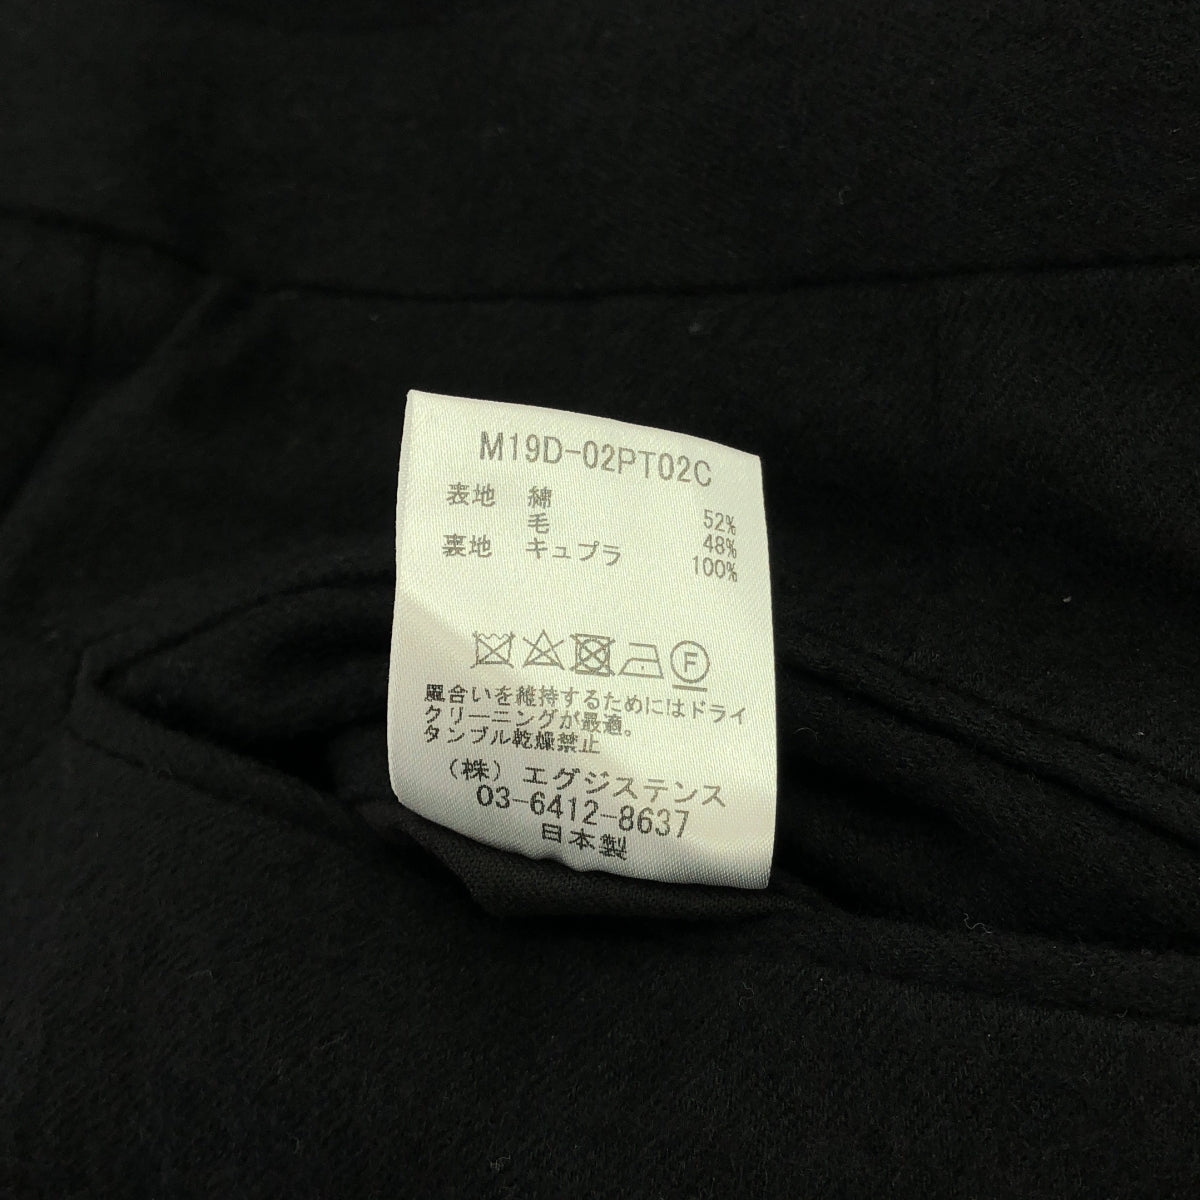 M19D-02PT02C
表地 綿 52%
毛 48%
裏地 キュプラ 100%
F
風合いを維持するためにはドライ
クリーニングが最適。
タンブル乾燥禁止
(株) エグジステンス
03-6412-8637
日本製